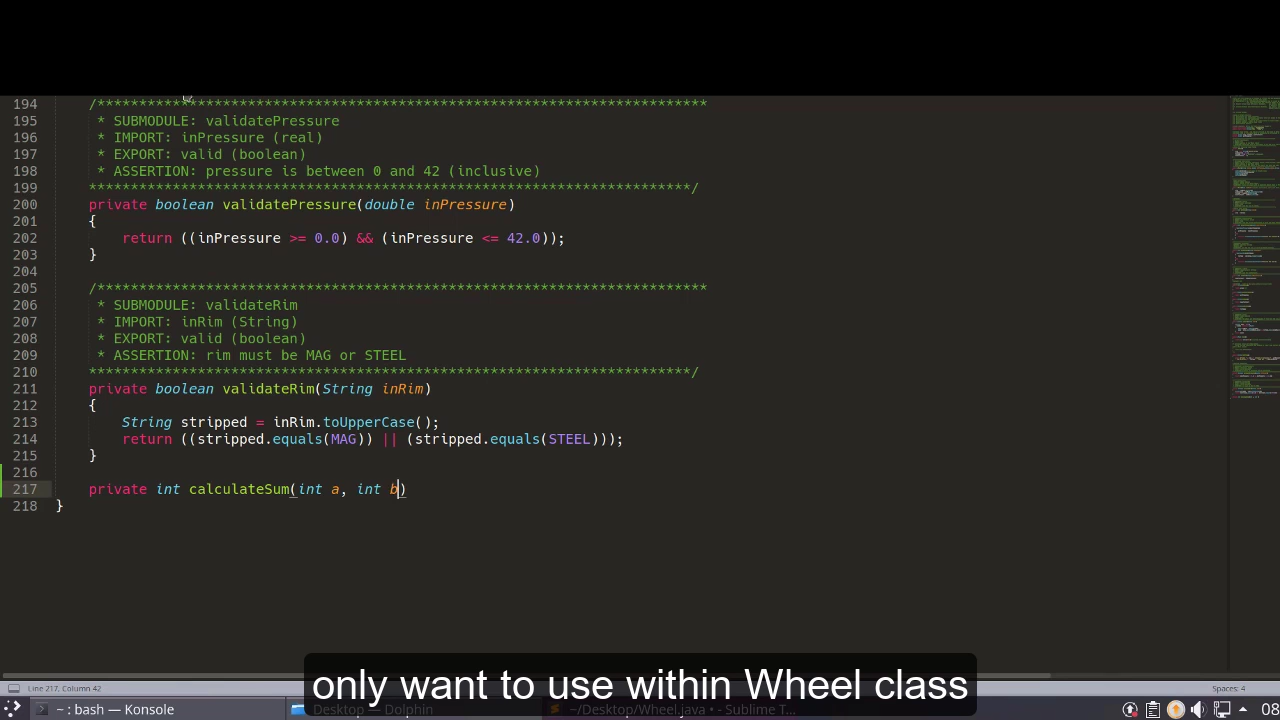 194 /*************************************************************************
195 * SUBMODULE: validatePressure
196 * IMPORT: inPressure (real)
197 * EXPORT: valid (boolean)
198 * ASSERTION: pressure is between 0 and 42 (inclusive)
199 ************************************************************************/
200 private boolean validatePressure(double inPressure)
201 {
202 return ((inPressure >= 0.0) && (inPressure <= 42.0));
203 }
204
205 /*************************************************************************
206 * SUBMODULE: validateRim
207 * IMPORT: inRim (String)
208 * EXPORT: valid (boolean)
209 * ASSERTION: rim must be MAG or STEEL
210 ************************************************************************/
211 private boolean validateRim(String inRim)
212 {
213 String stripped = inRim.toUpperCase();
214 return ((stripped.equals(MAG)) || (stripped.equals(STEEL)));
215 }
216
217 private int calculateSum(int a, int b)
218 }
only want to use within Wheel class
Line 217, Column 42
Spaces: 4
~ : bash — Konsole
Desktop — Dolphin
~/Desktop/Wheel.java • - Sublime T...
08